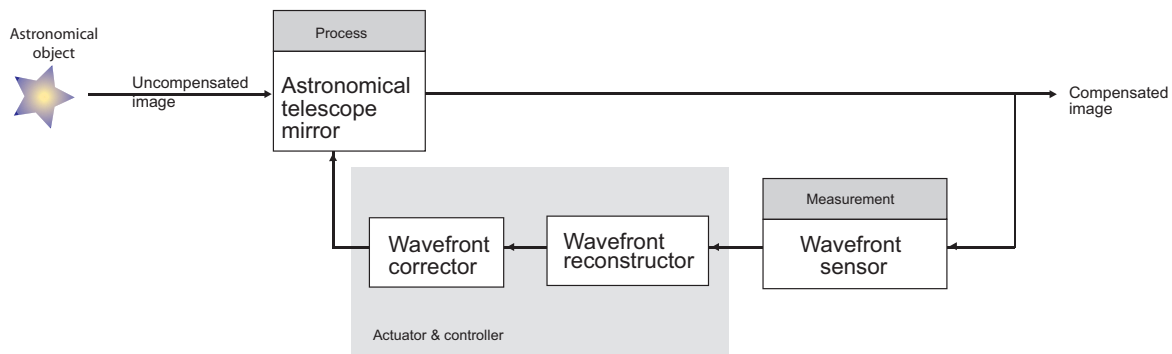 Astronomical
object
Uncompensated
image
Process
Astronomical
telescope
mirror
Compensated
image
Measurement
Wavefront
sensor
Wavefront
reconstructor
Wavefront
corrector
Actuator & controller